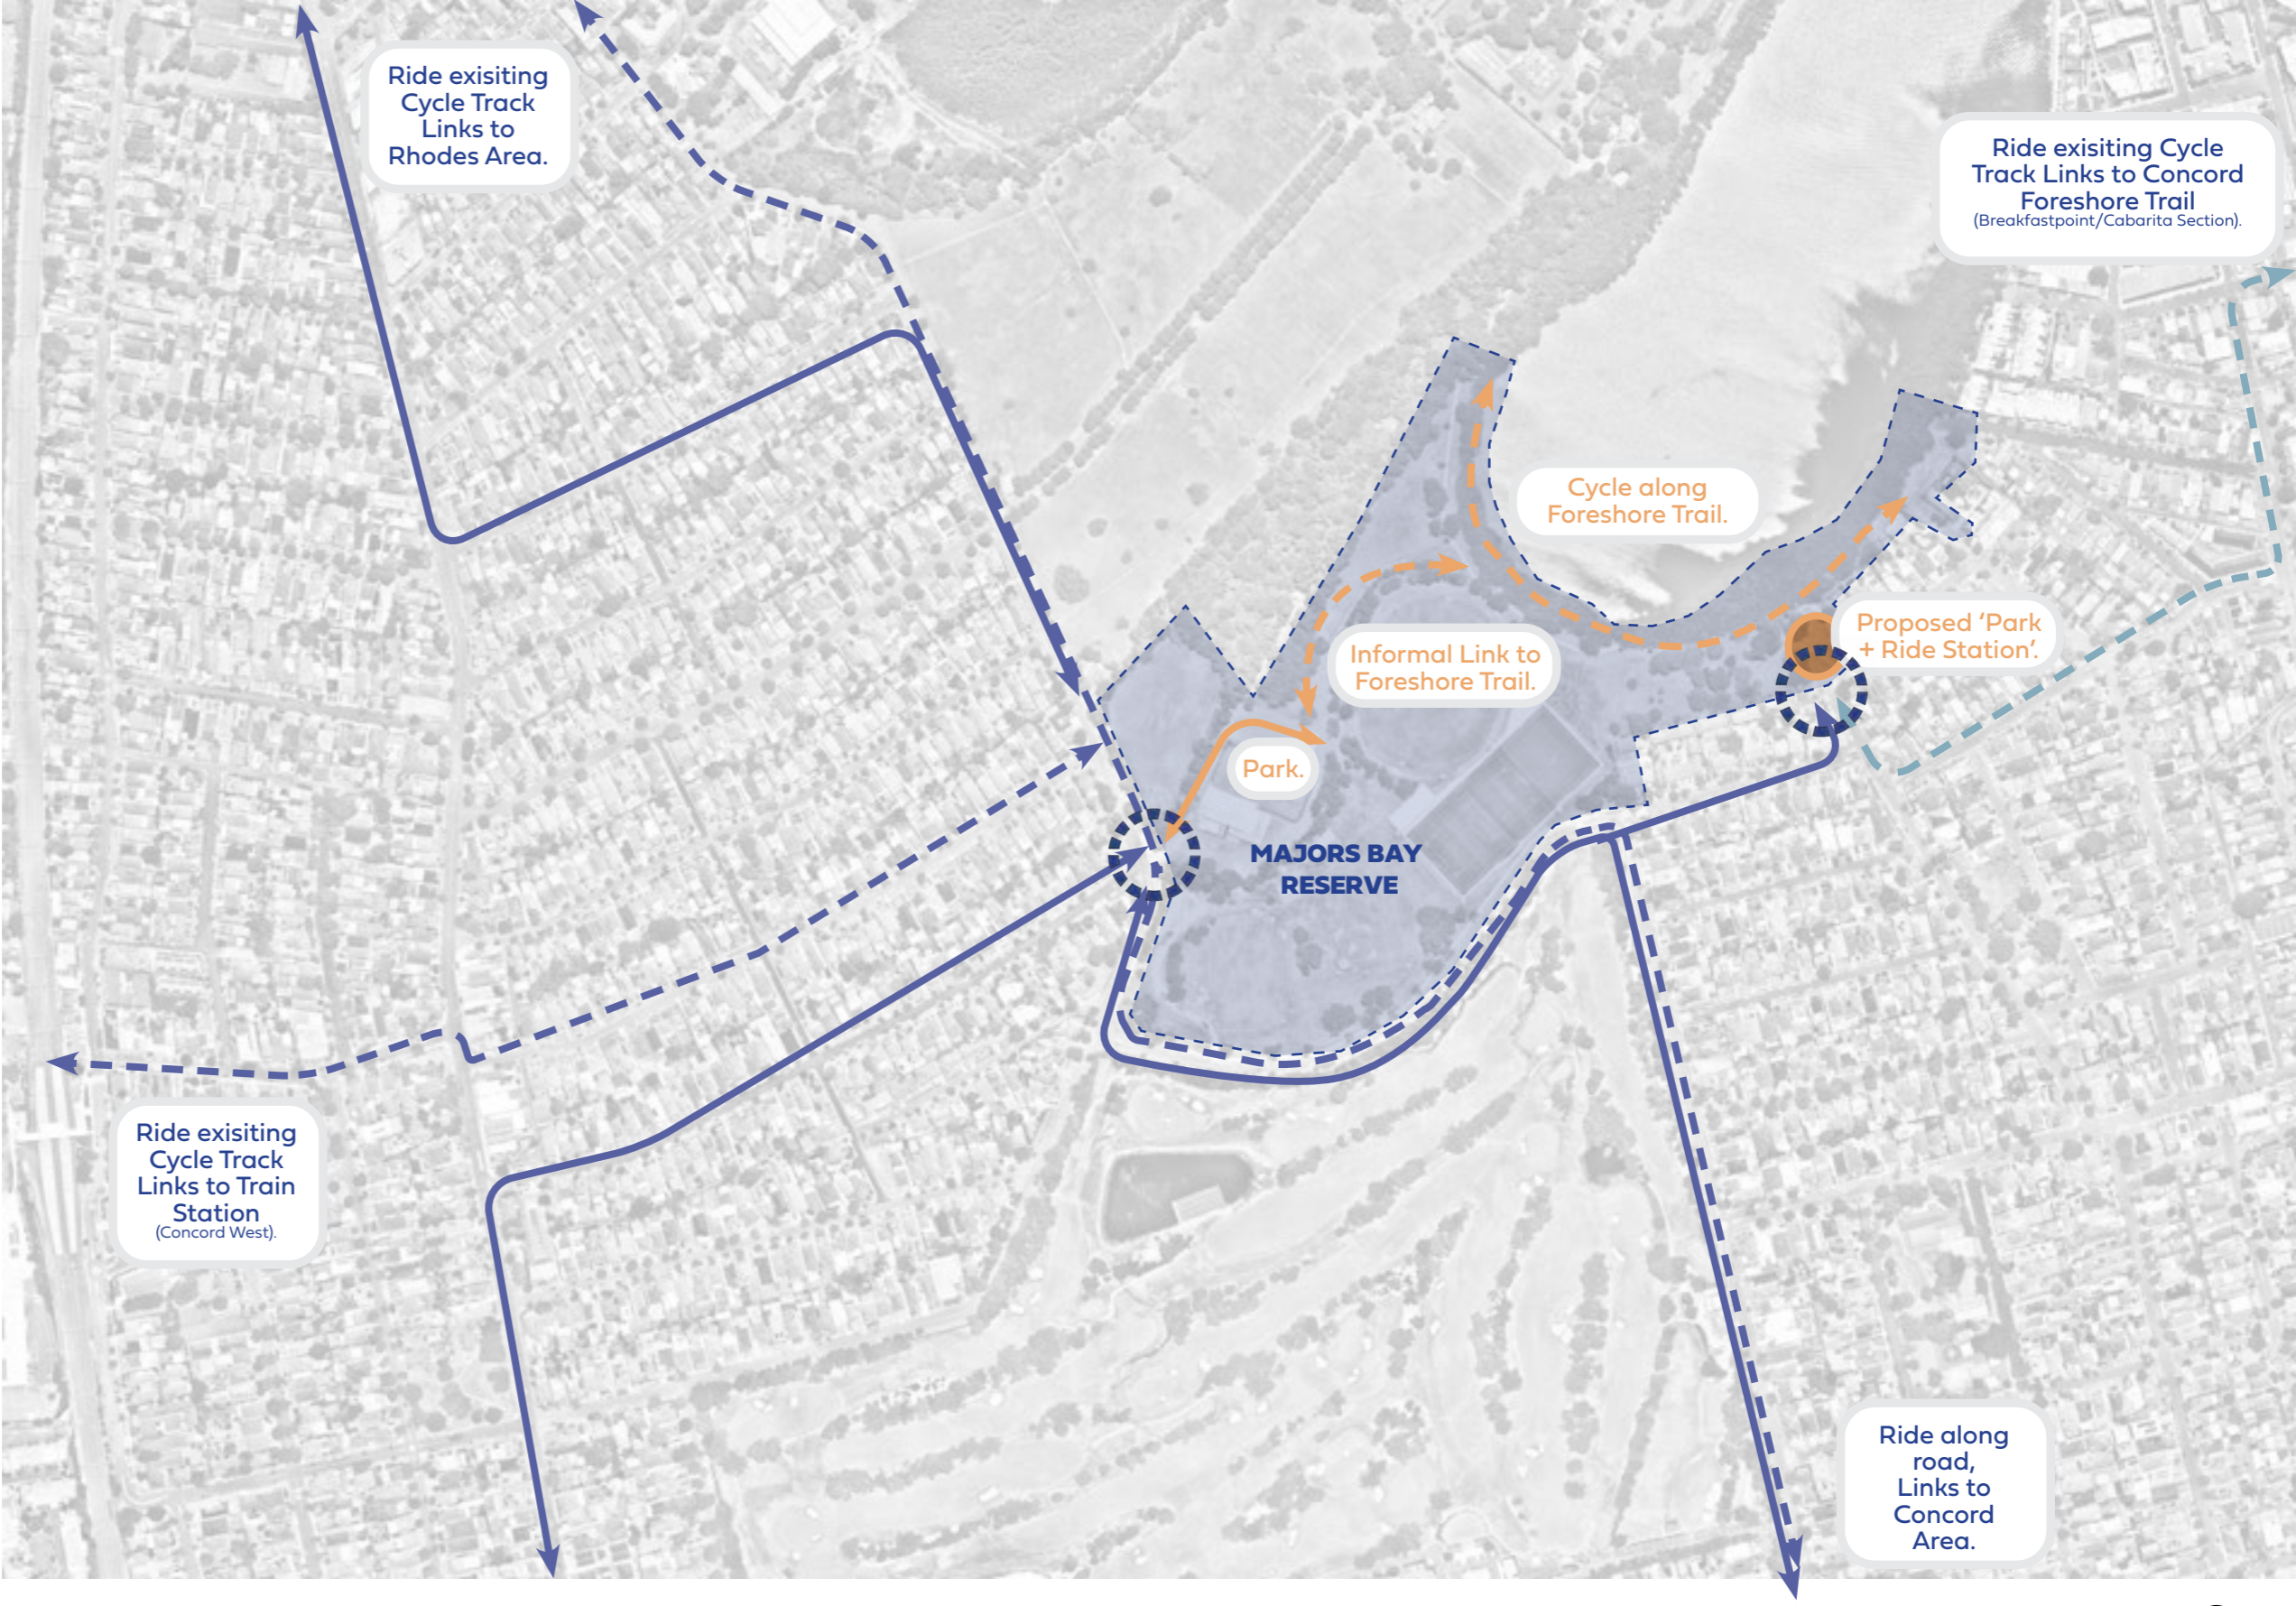 Ride exisiting
Cycle Track
Links to
Rhodes Area.
Ride exisiting Cycle
Track Links to Concord
Foreshore Trail
(Breakfastpoint/Cabarita Section).
Cycle along
Foreshore Trail.
Proposed ‘Park
+ Ride Station’.
Informal Link to
Foreshore Trail.
Park.
MAJORS BAY
RESERVE
Ride exisiting
Cycle Track
Links to Train
Station
(Concord West).
Ride along
road,
Links to
Concord
Area.